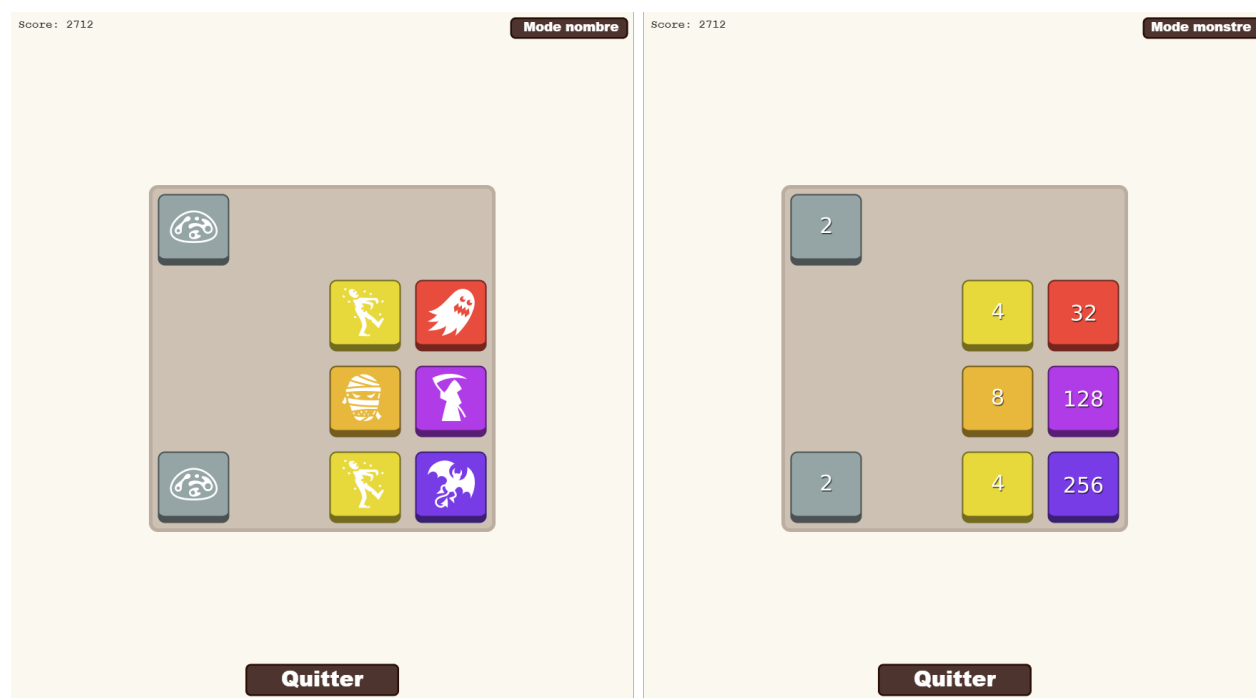 Score: 2712
Mode nombre
Quitter
Score: 2712
Mode monstre
2
4 32
8 128
2 4 256
Quitter